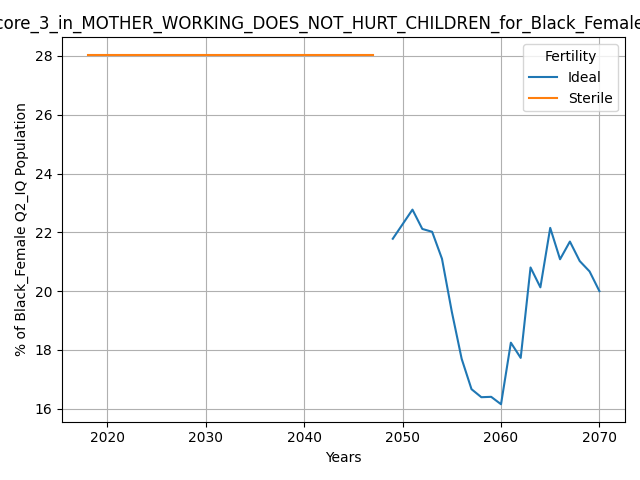 core_3_in_MOTHER_WORKING_DOES_NOT_HURT_CHILDREN_for_Black_Female
28
26
24
22
20
18
16
% of Black_Female Q2_IQ Population
Fertility
Ideal
Sterile
2020 2030 2040 2050 2060 2070
Years